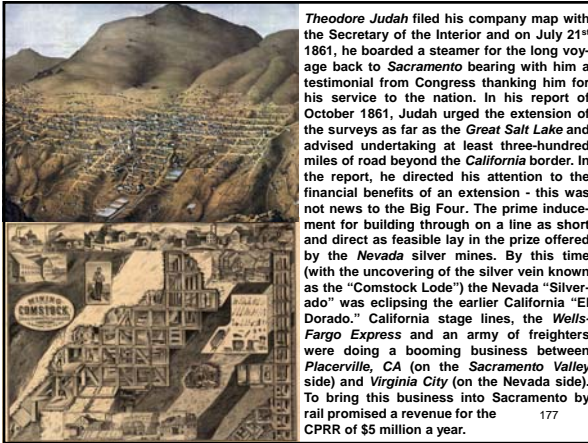 Theodore Judah filed his company map with
the Secretary of the Interior and on July 21st
1861, he boarded a steamer for the long voy-
age back to Sacramento bearing with him a
testimonial from Congress thanking him for
his service to the nation. In his report of
October 1861, Judah urged the extension of
the surveys as far as the Great Salt Lake and
advised undertaking at least three-hundred
miles of road beyond the California border. In
the report, he directed his attention to the
financial benefits of an extension - this was
not news to the Big Four. The prime induce-
ment for building through on a line as short
and direct as feasible lay in the prize offered
by the Nevada silver mines. By this time
(with the uncovering of the silver vein known
as the “Comstock Lode”) the Nevada “Silver-
ado” was eclipsing the earlier California “El
Dorado.” California stage lines, the Wells-
Fargo Express and an army of freighters
were doing a booming business between
Placerville, CA (on the Sacramento Valley
side) and Virginia City (on the Nevada side).
To bring this business into Sacramento by
rail promised a revenue for the
CPRR of $5 million a year.
177
MINING
ON THE
COMSTOCK